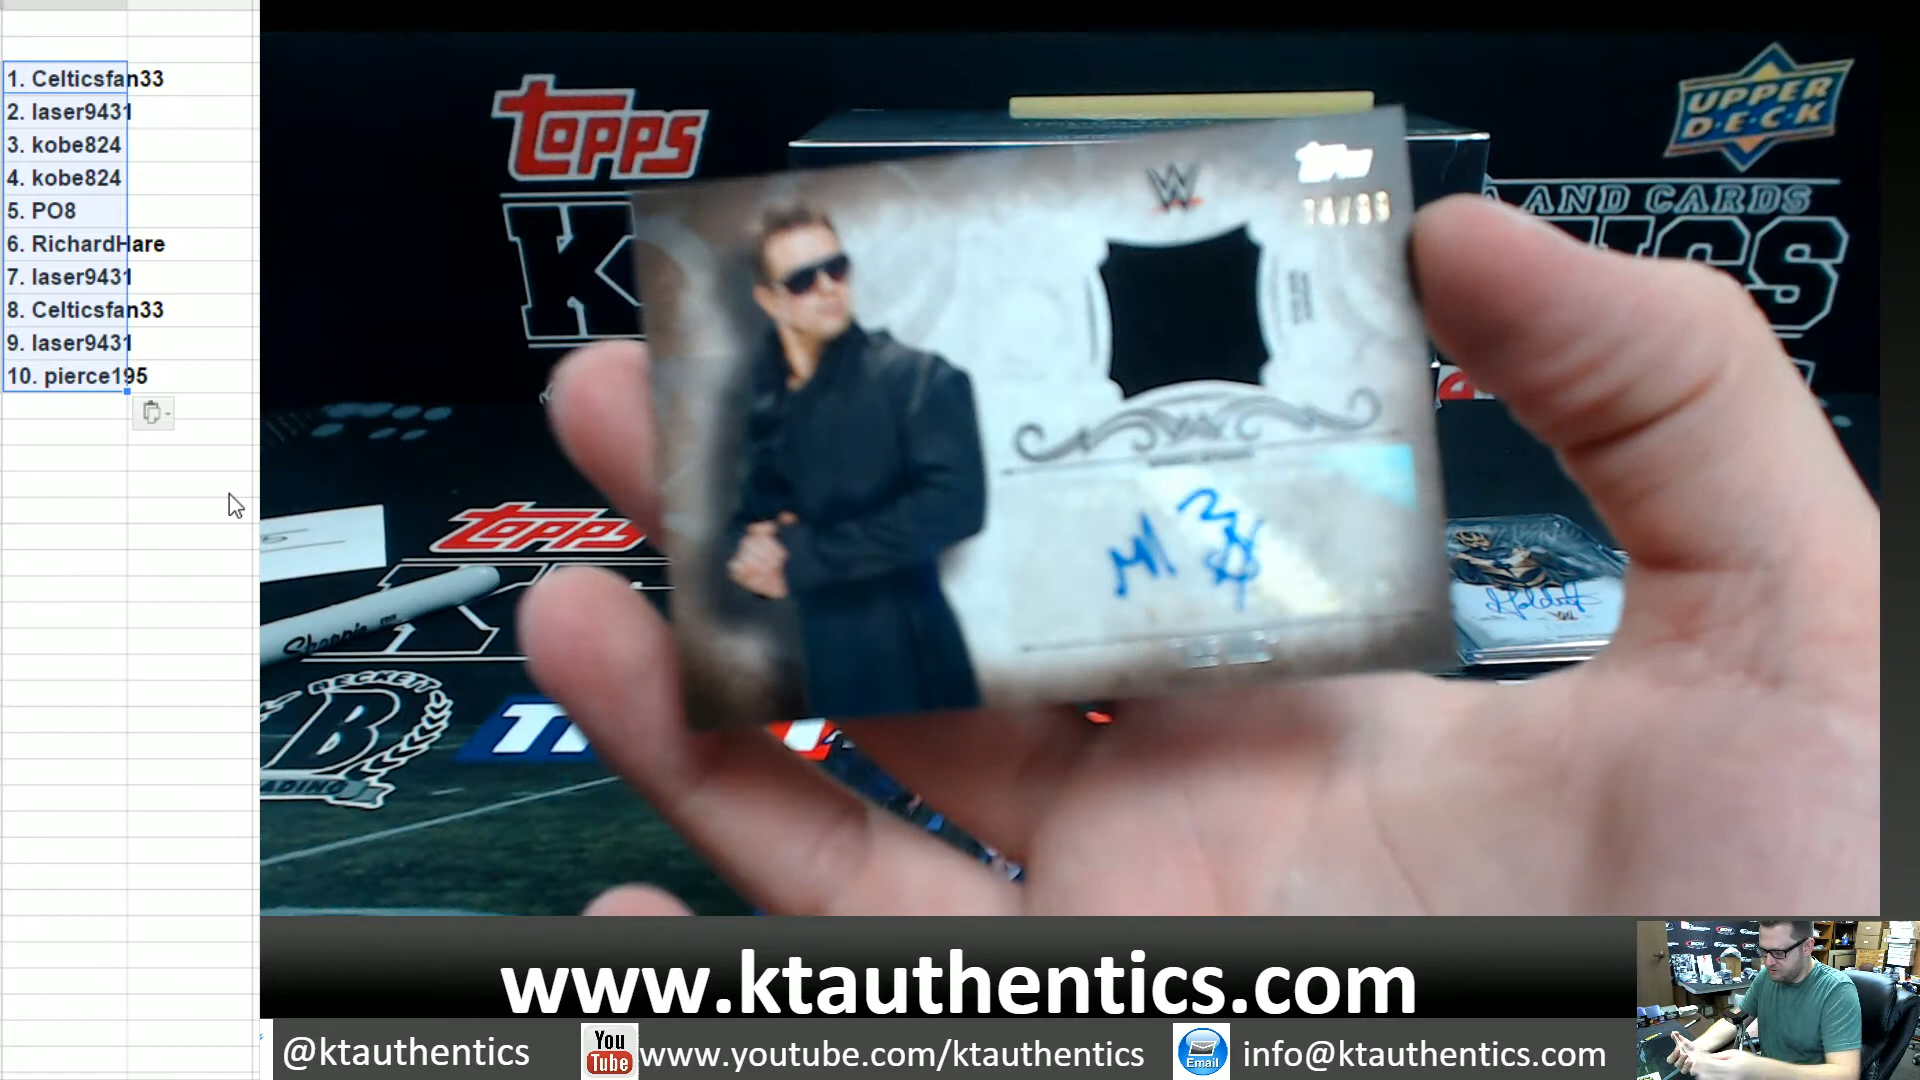 1. Celticsfan33
2. laser9431
3. kobe824
4. kobe824
5. PO8
6. RichardHare
7. laser9431
8. Celticsfan33
9. laser9431
10. pierce195
topps
UPPER
D·E·C·K
AND CARDS
K
W
topps
topps
K
Sharpie
BECKETT
B
www.ktauthentics.com
@ktauthentics
You
Tube
www.youtube.com/ktauthentics
Email
info@ktauthentics.com